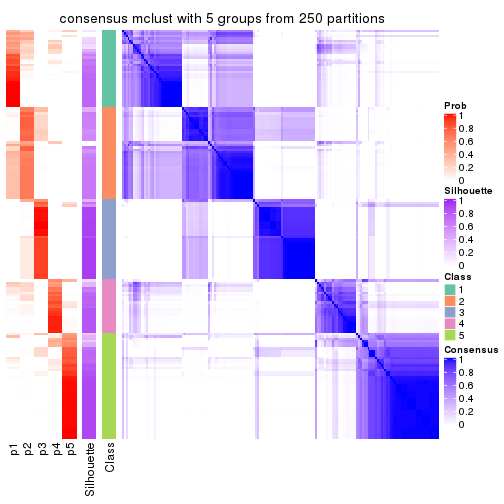 consensus mclust with 5 groups from 250 partitions
Prob
1
0.8
0.6
0.4
0.2
0
Silhouette
1
0.8
0.6
0.4
0.2
0
Class
1
2
3
4
5
Consensus
1
0.8
0.6
0.4
0.2
0
p1
p2
p3
p4
p5
Silhouette
Class